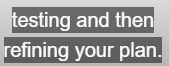 testing and then
refining your plan.